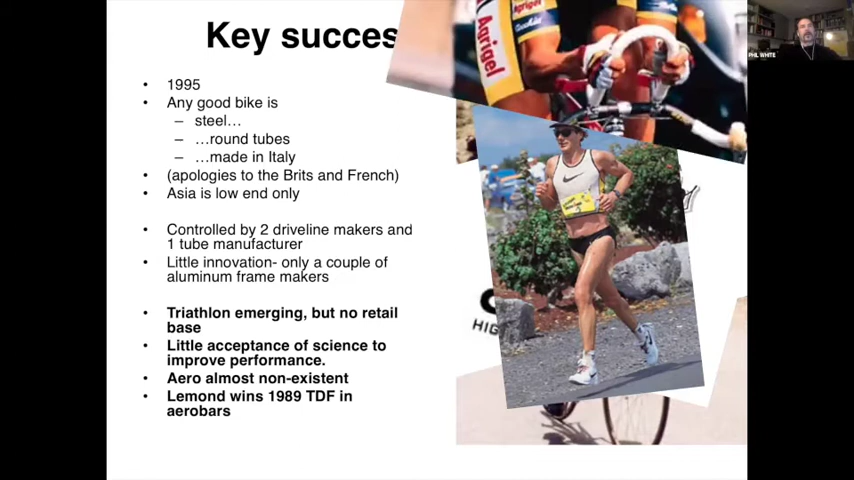 Key succes
• 1995
• Any good bike is
– steel…
– …round tubes
– …made in Italy
• (apologies to the Brits and French)
• Asia is low end only
• Controlled by 2 driveline makers and
1 tube manufacturer
• Little innovation- only a couple of
aluminum frame makers
• Triathlon emerging, but no retail
base
• Little acceptance of science to
improve performance.
• Aero almost non-existent
• Lemond wins 1989 TDF in
aerobars
Agrigel
Agrigel
HIG
PHIL WHITE